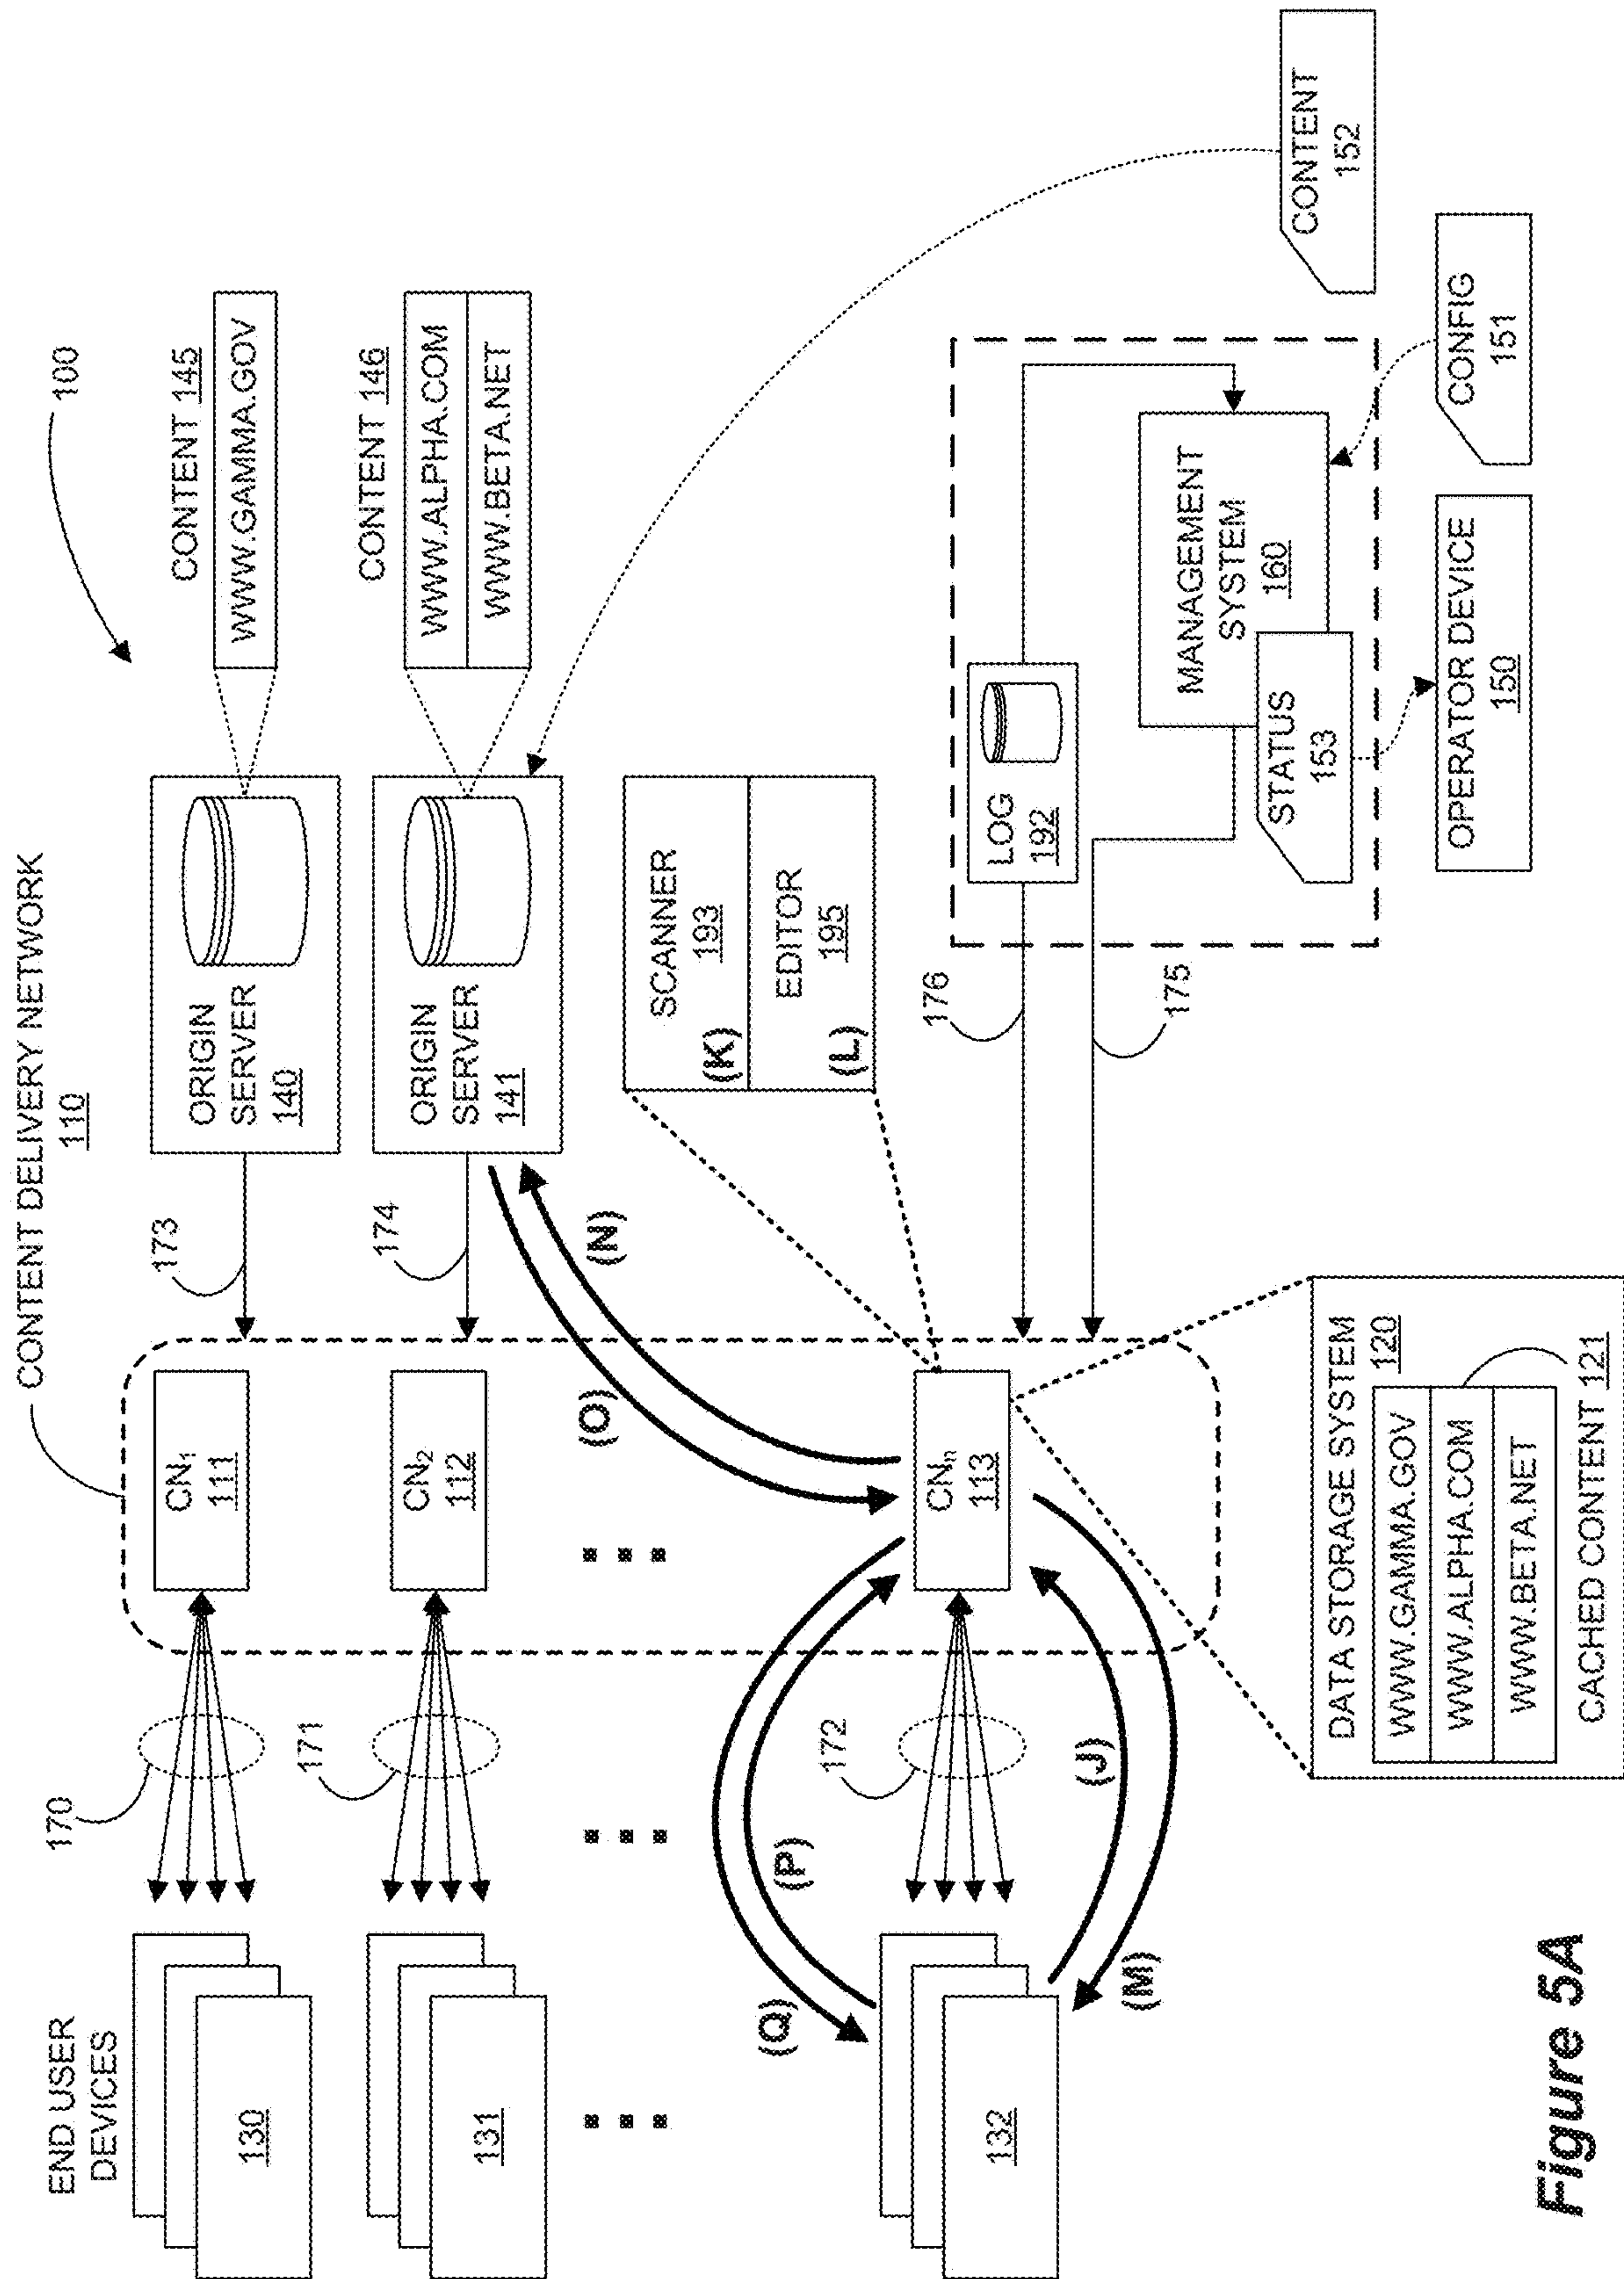 CONTENT DELIVERY NETWORK
110
100
END USER
DEVICES
130
170
CN1
111
173
ORIGIN
SERVER
140
CONTENT 145
WWW.GAMMA.GOV
131
171
CN2
112
174
ORIGIN
SERVER
141
CONTENT 146
WWW.ALPHA.COM
WWW.BETA.NET
(O)
(N)
SCANNER
193
(K)
EDITOR
195
(L)
(Q)
(P)
172
132
CNn
113
(J)
(M)
176
175
LOG
192
MANAGEMENT
SYSTEM
160
STATUS
153
CONTENT
152
CONFIG
151
OPERATOR DEVICE
150
DATA STORAGE SYSTEM
120
WWW.GAMMA.GOV
WWW.ALPHA.COM
WWW.BETA.NET
CACHED CONTENT 121
Figure 5A